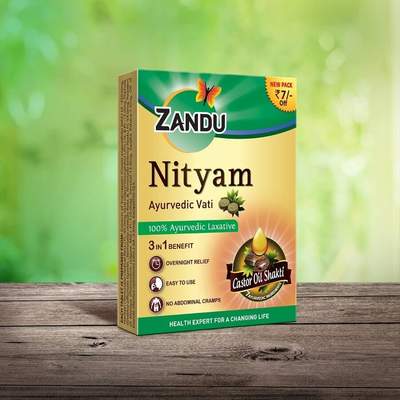 NEW PACK
₹7/-
Off
ZANDU
Nityam
Ayurvedic Vati
100% Ayurvedic Laxative
3 IN 1 BENEFIT
OVERNIGHT RELIEF
EASY TO USE
NO ABDOMINAL CRAMPS
Castor Oil Shakti
HEALTH EXPERT FOR A CHANGING LIFE